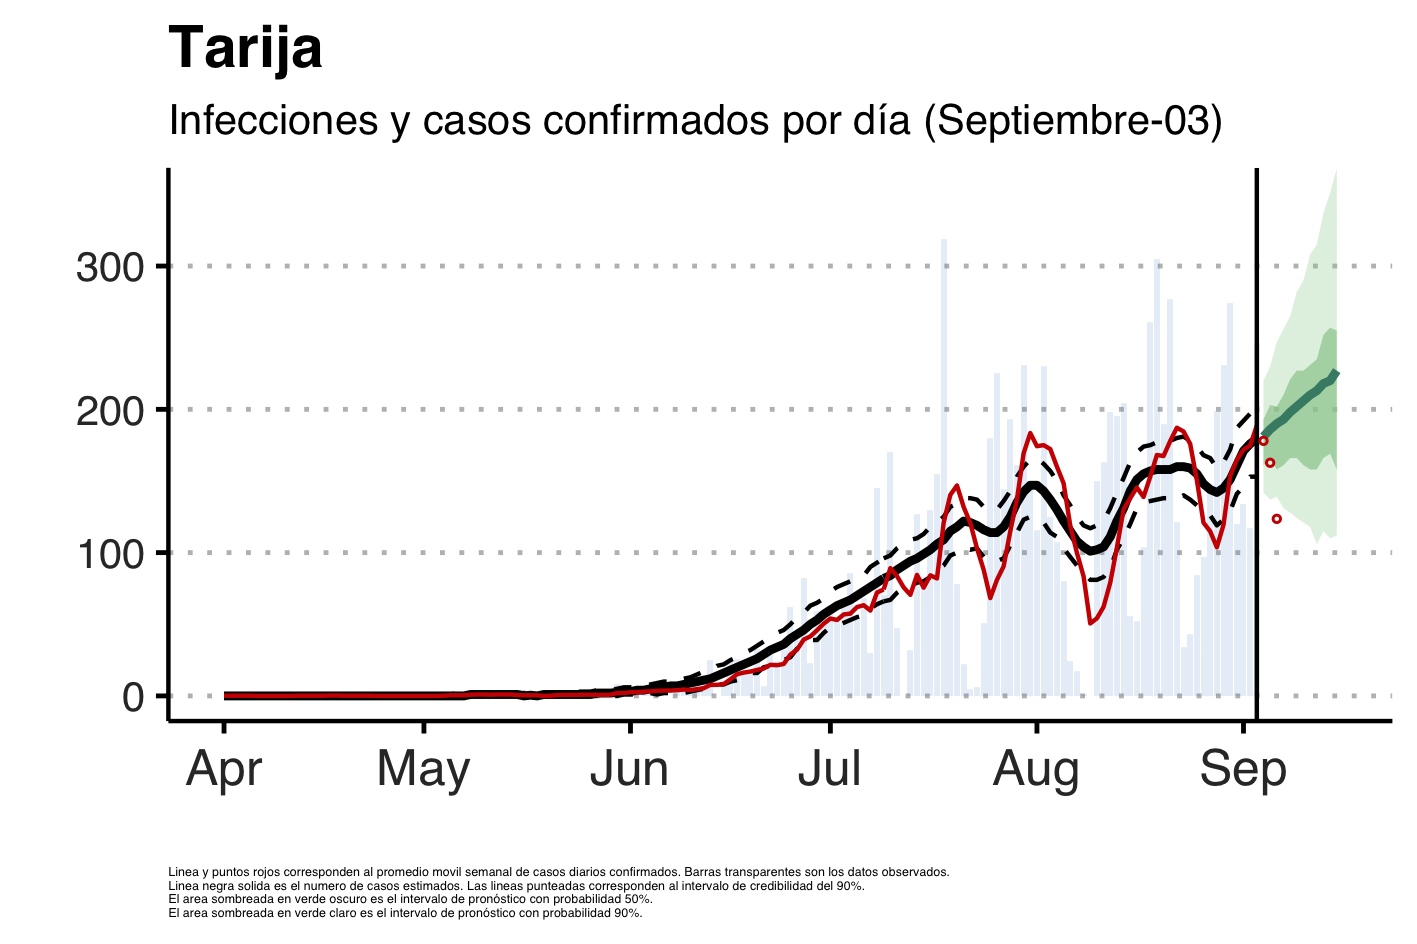 Tarija
Infecciones y casos confirmados por día (Septiembre-03)
300
200
100
0
Apr May Jun Jul Aug Sep
Linea y puntos rojos corresponden al promedio movil semanal de casos diarios confirmados. Barras transparentes son los datos observados.
Linea negra solida es el numero de casos estimados. Las lineas punteadas corresponden al intervalo de credibilidad del 90%.
El area sombreada en verde oscuro es el intervalo de pronóstico con probabilidad 50%.
El area sombreada en verde claro es el intervalo de pronóstico con probabilidad 90%.